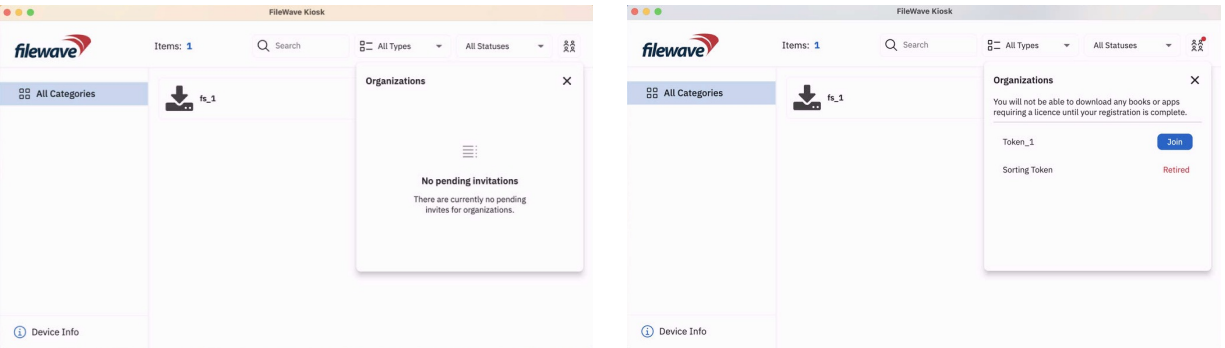 FileWave Kiosk
filewave
Items: 1
Search
All Types
All Statuses
All Categories
fs_1
Organizations
No pending invitations
There are currently no pending
invites for organizations.
Device Info
FileWave Kiosk
filewave
Items: 1
Search
All Types
All Statuses
All Categories
fs_1
Organizations
You will not be able to download any books or apps
requiring a licence until your registration is complete.
Token_1
Join
Sorting Token
Retired
Device Info